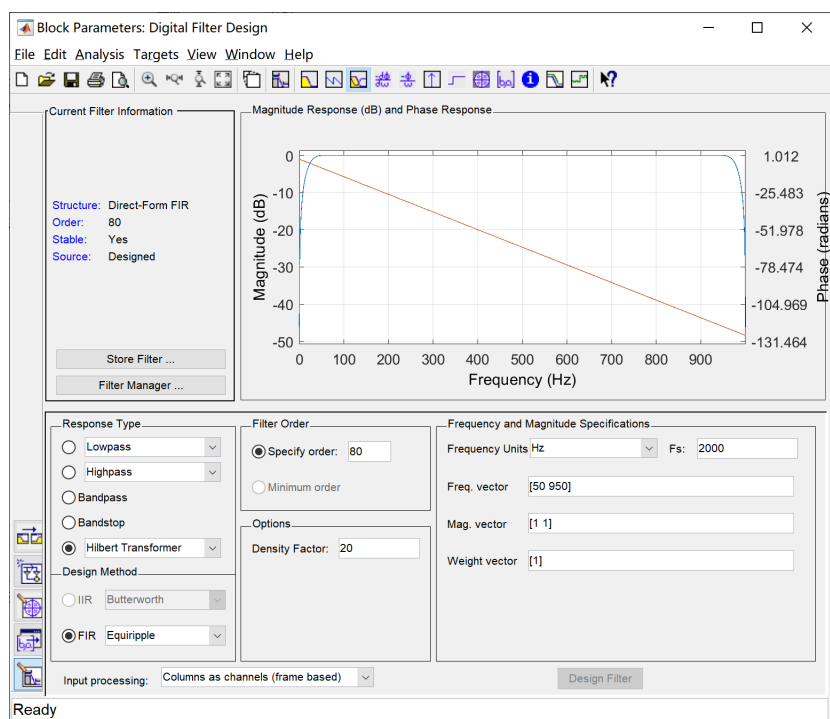 Block Parameters: Digital Filter Design
File Edit Analysis Targets View Window Help
Current Filter Information
Structure: Direct-Form FIR
Order: 80
Stable: Yes
Source: Designed
Store Filter ...
Filter Manager ...
Magnitude Response (dB) and Phase Response
Magnitude (dB)
0
-10
-20
-30
-40
-50
0 100 200 300 400 500 600 700 800 900
Frequency (Hz)
1.012
-25.483
-51.978
-78.474
-104.969
-131.464
Phase (radians)
Response Type
Lowpass
Highpass
Bandpass
Bandstop
Hilbert Transformer
Design Method
IIR Butterworth
FIR Equiripple
Filter Order
Specify order: 80
Minimum order
Options
Density Factor: 20
Frequency and Magnitude Specifications
Frequency Units Hz Fs: 2000
Freq. vector [50 950]
Mag. vector [1 1]
Weight vector [1]
Input processing: Columns as channels (frame based)
Design Filter
Ready